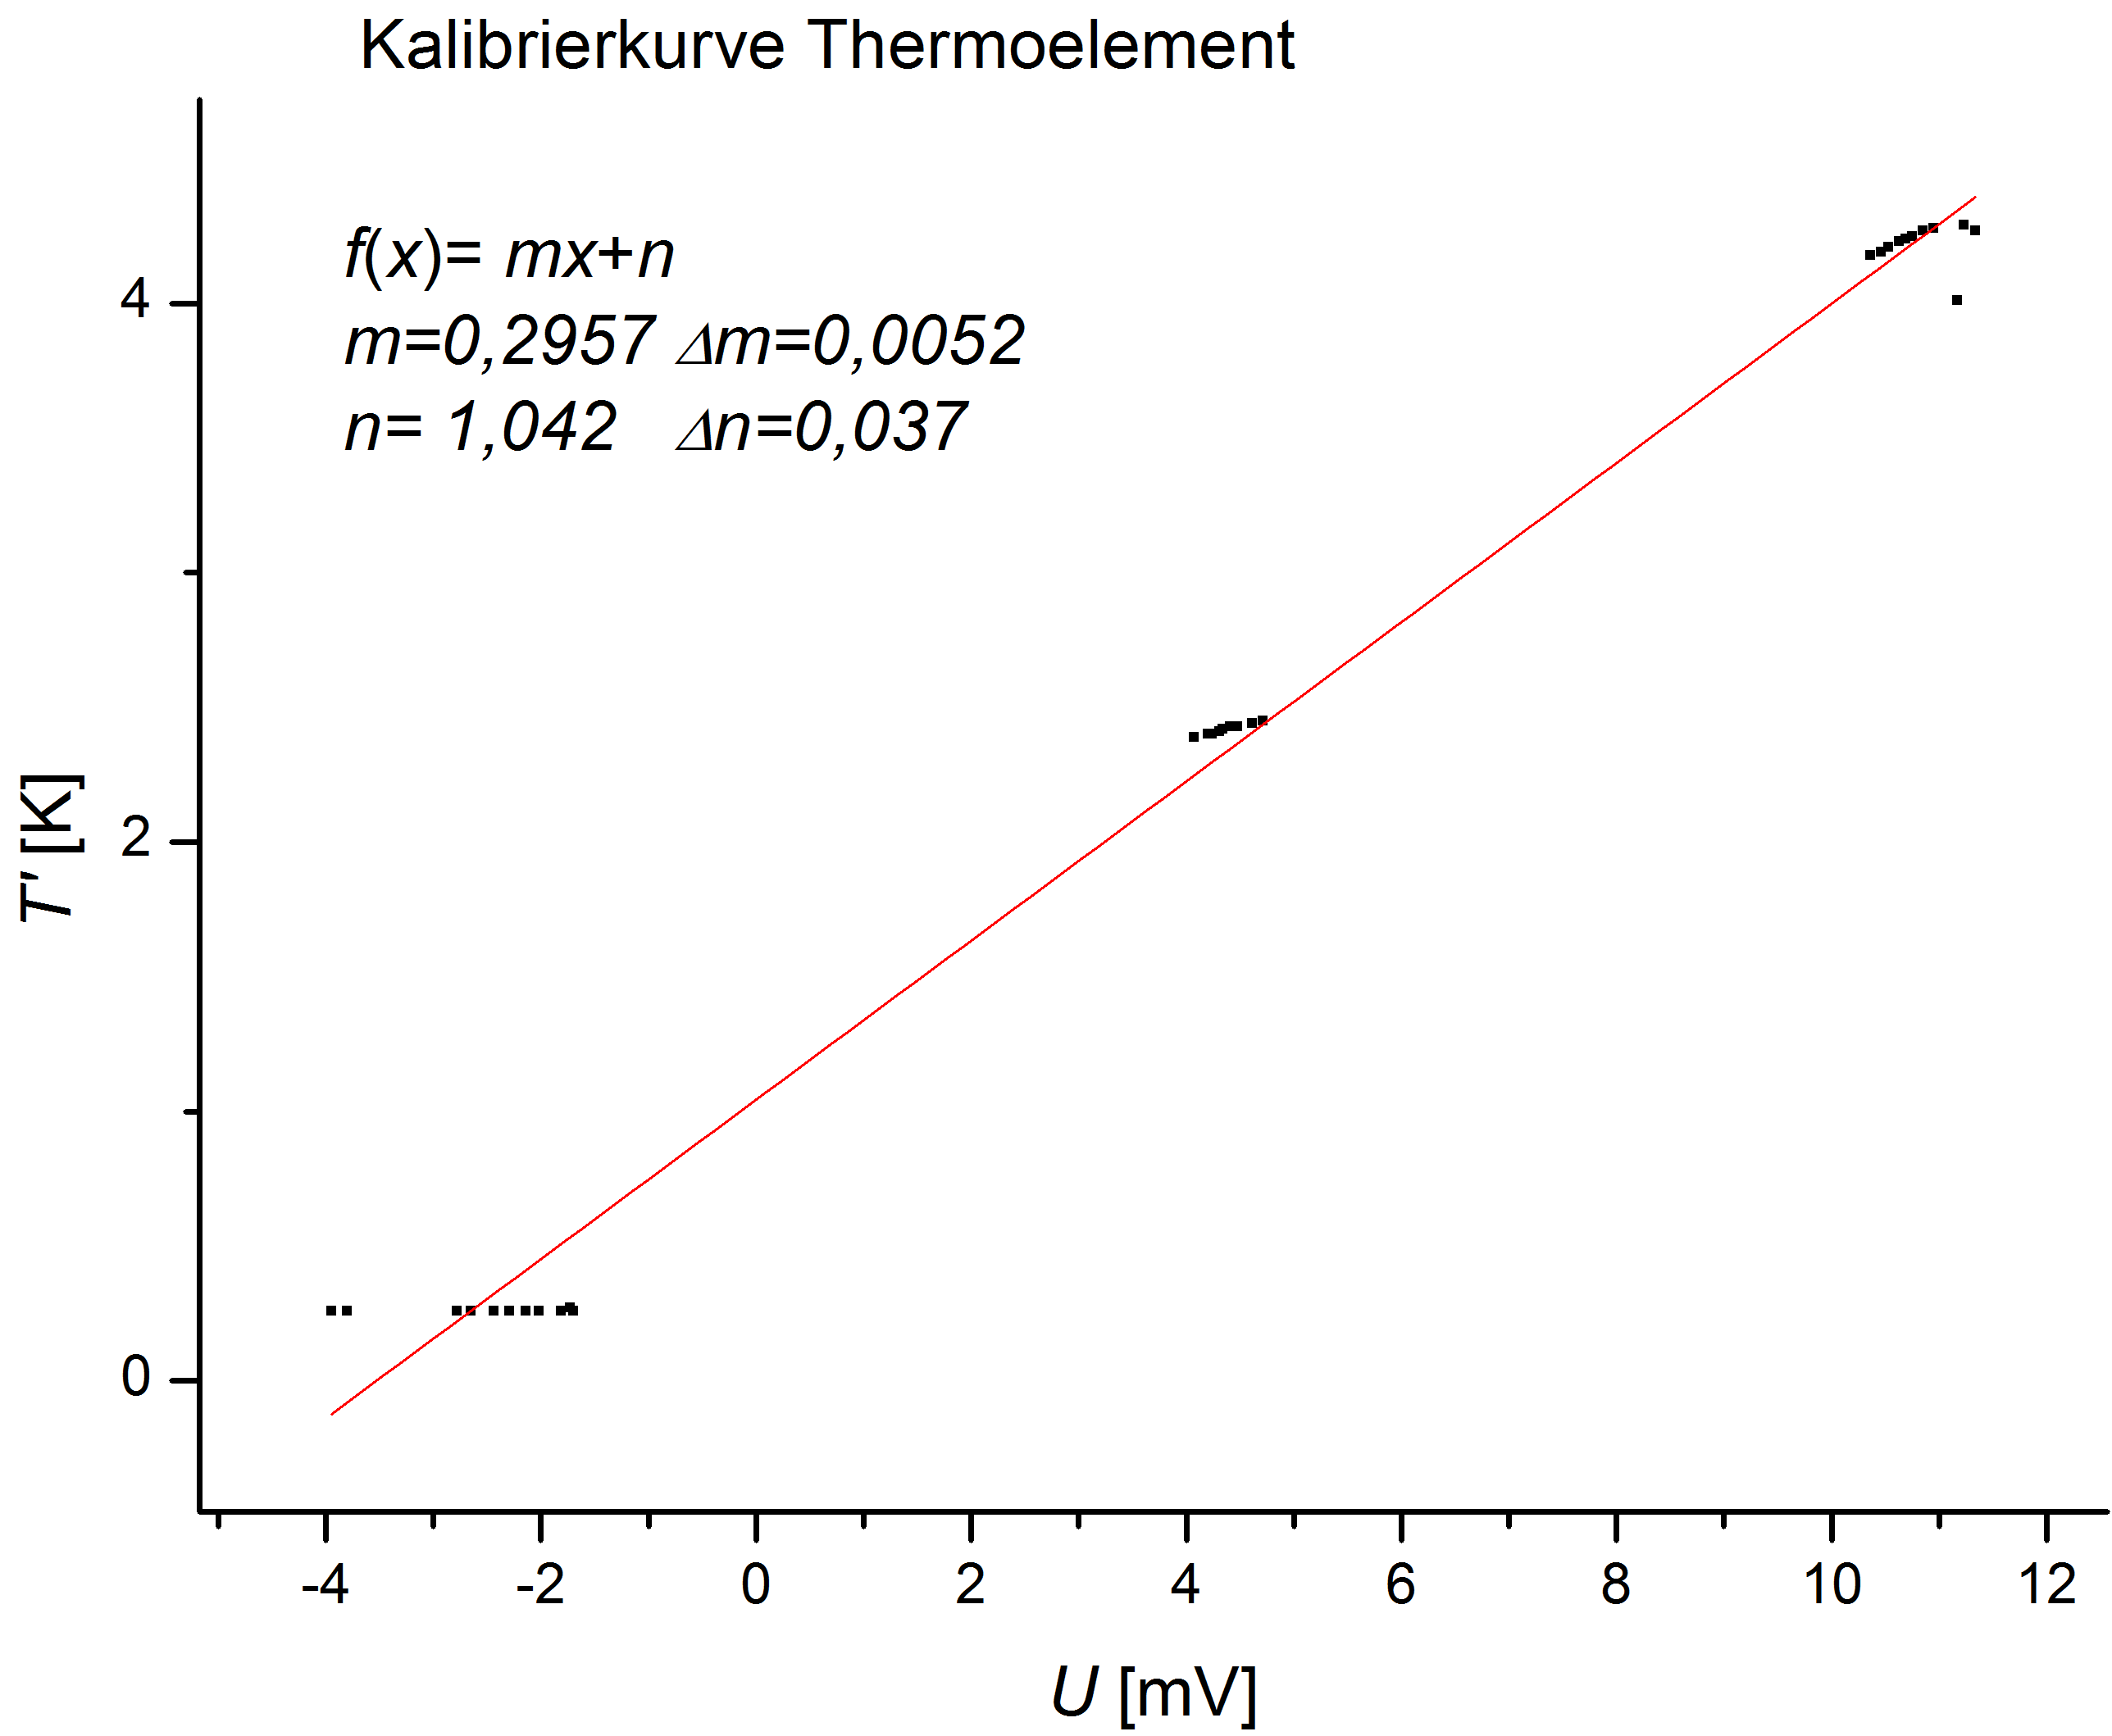 Kalibrierkurve Thermoelement
f(x)= mx+n
m=0,2957 Δm=0,0052
n= 1,042 Δn=0,037
4
2
0
T' [K]
-4 -2 0 2 4 6 8 10 12
U [mV]